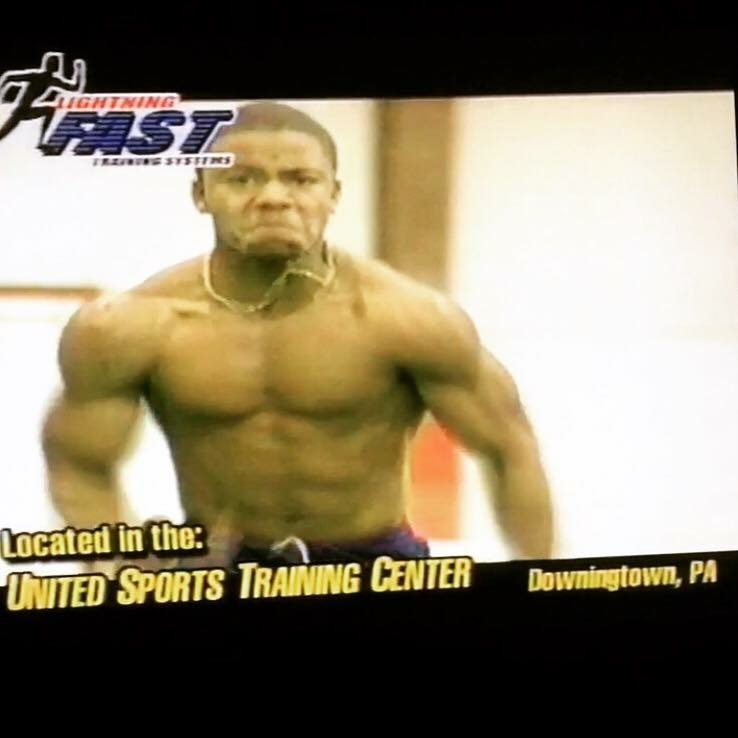 LIGHTNING
FAST
TRAINING SYSTEMS
Located in the:
UNITED SPORTS TRAINING CENTER
Downingtown, PA